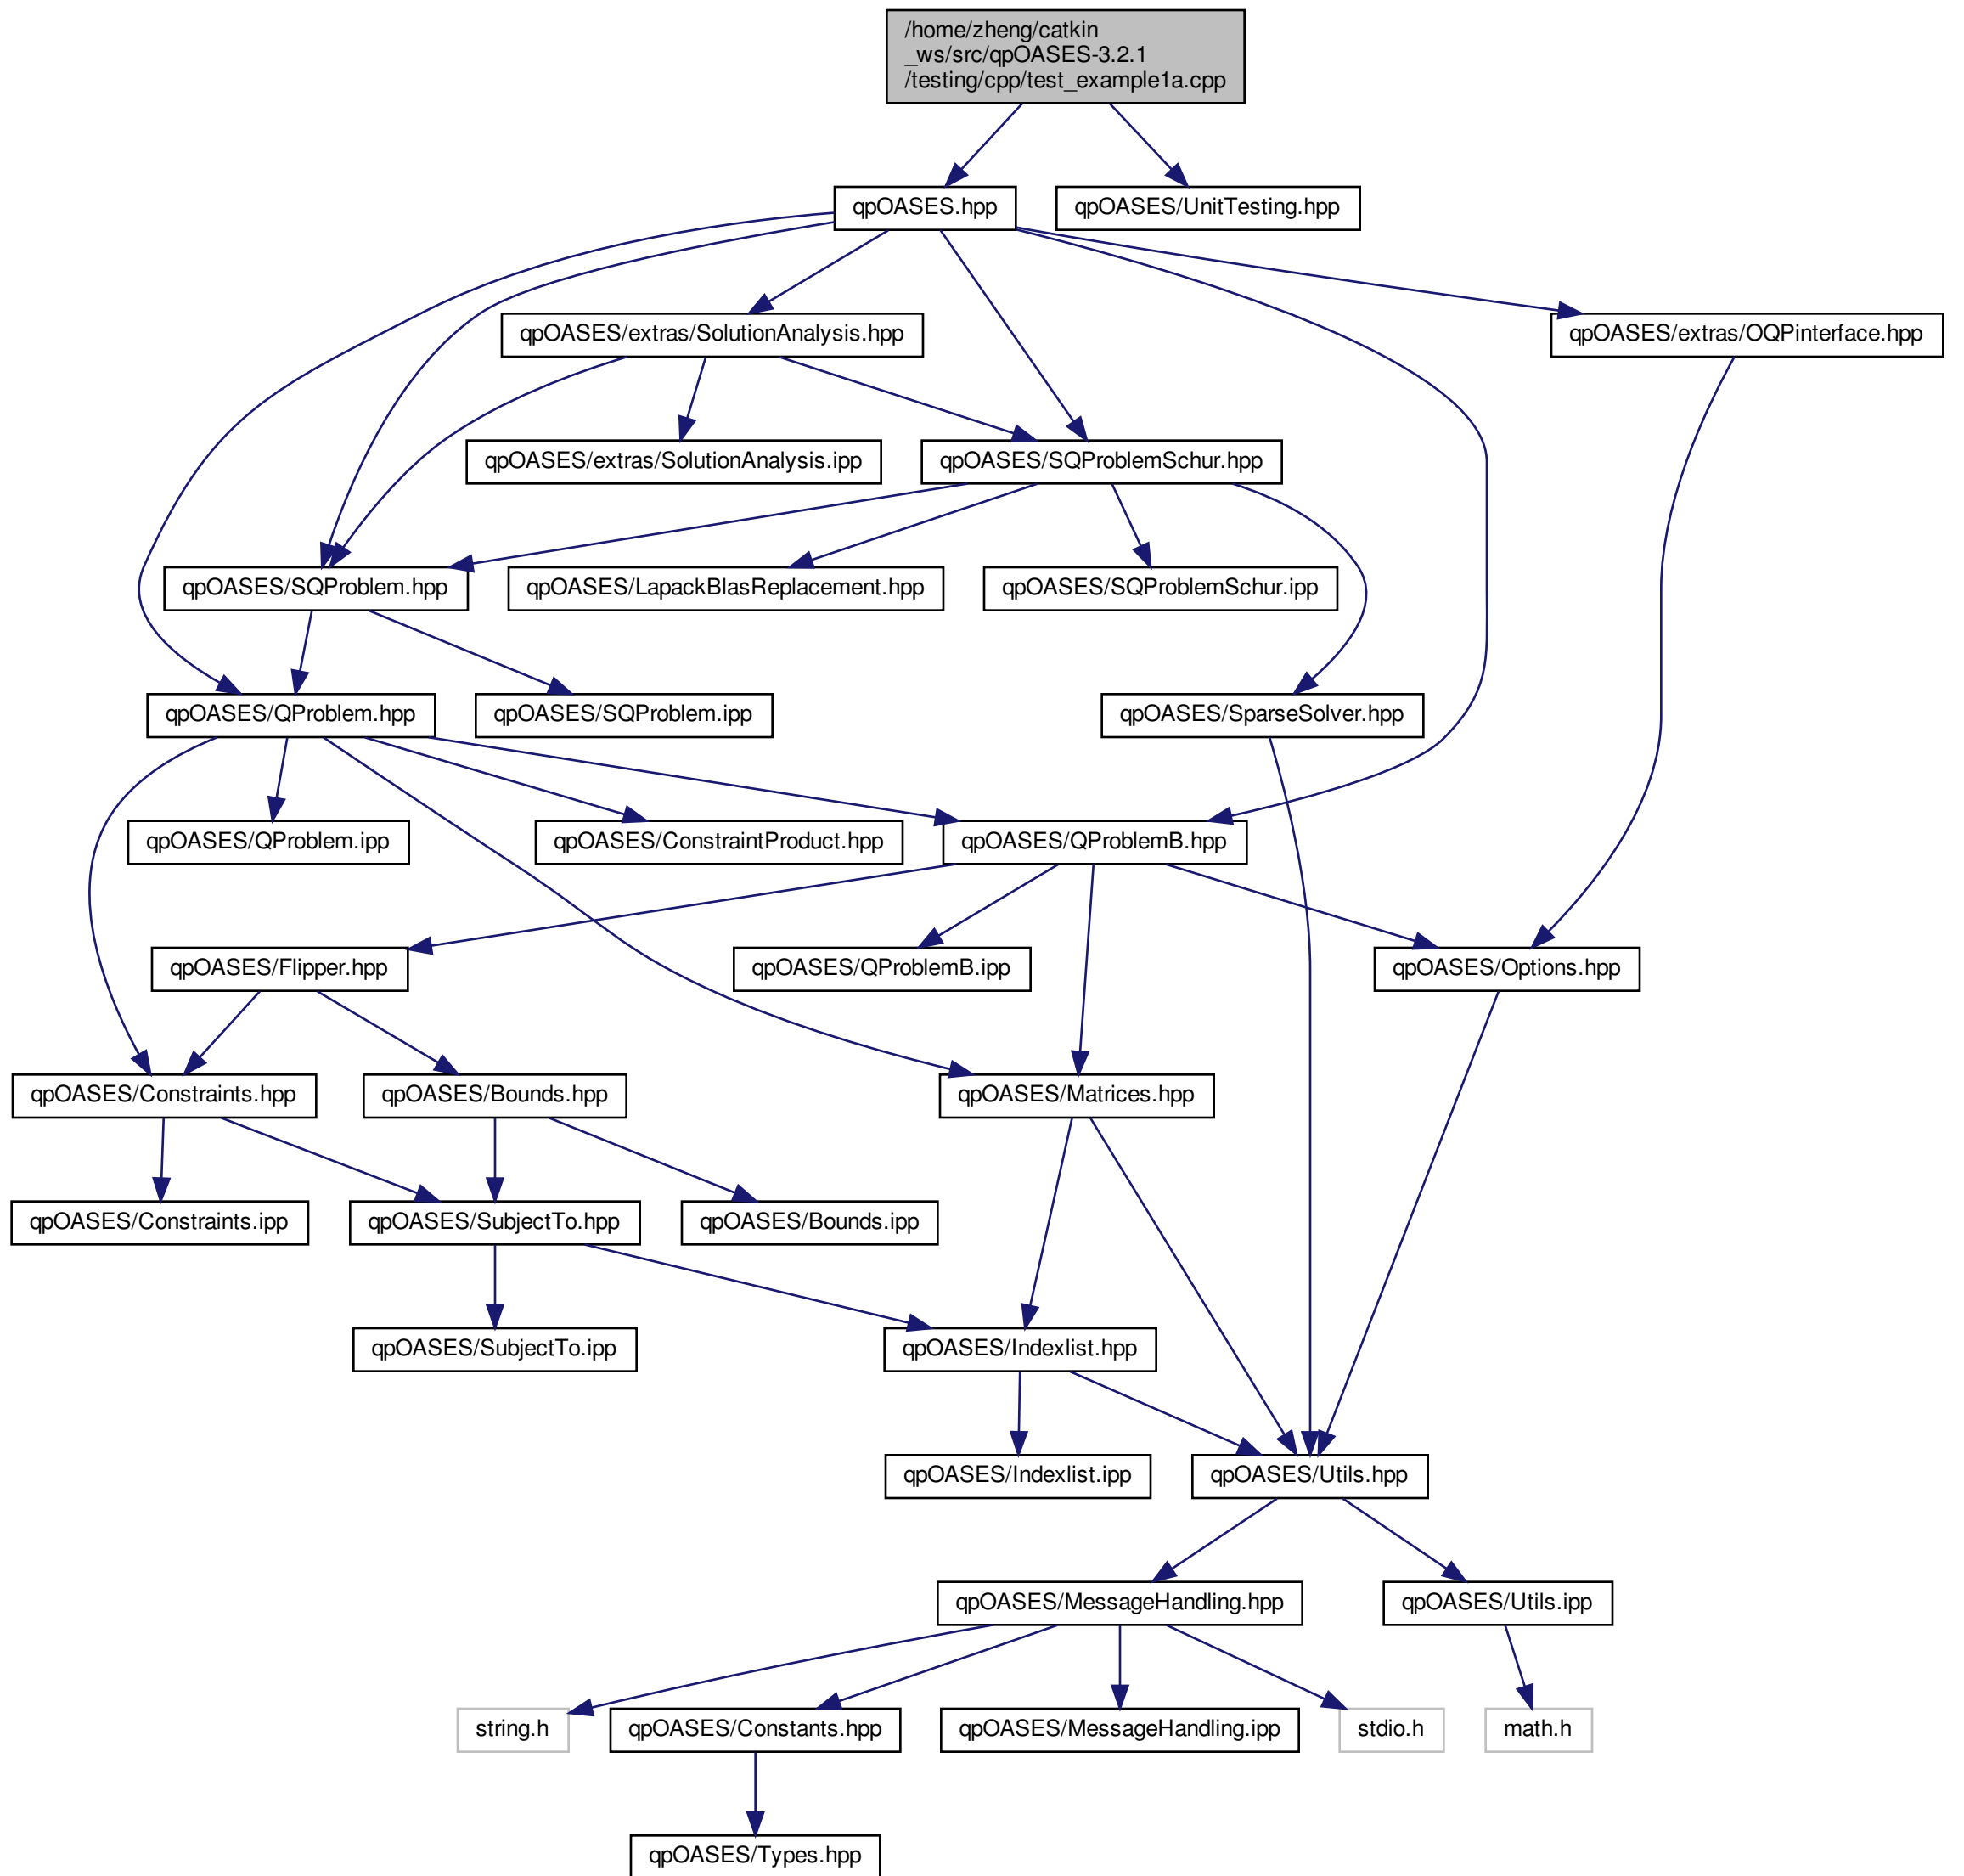 /home/zheng/catkin
_ws/src/qpOASES-3.2.1
/testing/cpp/test_example1a.cpp
qpOASES.hpp
qpOASES/UnitTesting.hpp
qpOASES/extras/SolutionAnalysis.hpp
qpOASES/extras/OQPinterface.hpp
qpOASES/extras/SolutionAnalysis.ipp
qpOASES/SQProblemSchur.hpp
qpOASES/SQProblem.hpp
qpOASES/LapackBlasReplacement.hpp
qpOASES/SQProblemSchur.ipp
qpOASES/QProblem.hpp
qpOASES/SQProblem.ipp
qpOASES/SparseSolver.hpp
qpOASES/QProblem.ipp
qpOASES/ConstraintProduct.hpp
qpOASES/QProblemB.hpp
qpOASES/Flipper.hpp
qpOASES/QProblemB.ipp
qpOASES/Options.hpp
qpOASES/Constraints.hpp
qpOASES/Bounds.hpp
qpOASES/Matrices.hpp
qpOASES/Constraints.ipp
qpOASES/SubjectTo.hpp
qpOASES/Bounds.ipp
qpOASES/SubjectTo.ipp
qpOASES/Indexlist.hpp
qpOASES/Indexlist.ipp
qpOASES/Utils.hpp
qpOASES/MessageHandling.hpp
qpOASES/Utils.ipp
string.h
qpOASES/Constants.hpp
qpOASES/MessageHandling.ipp
stdio.h
math.h
qpOASES/Types.hpp